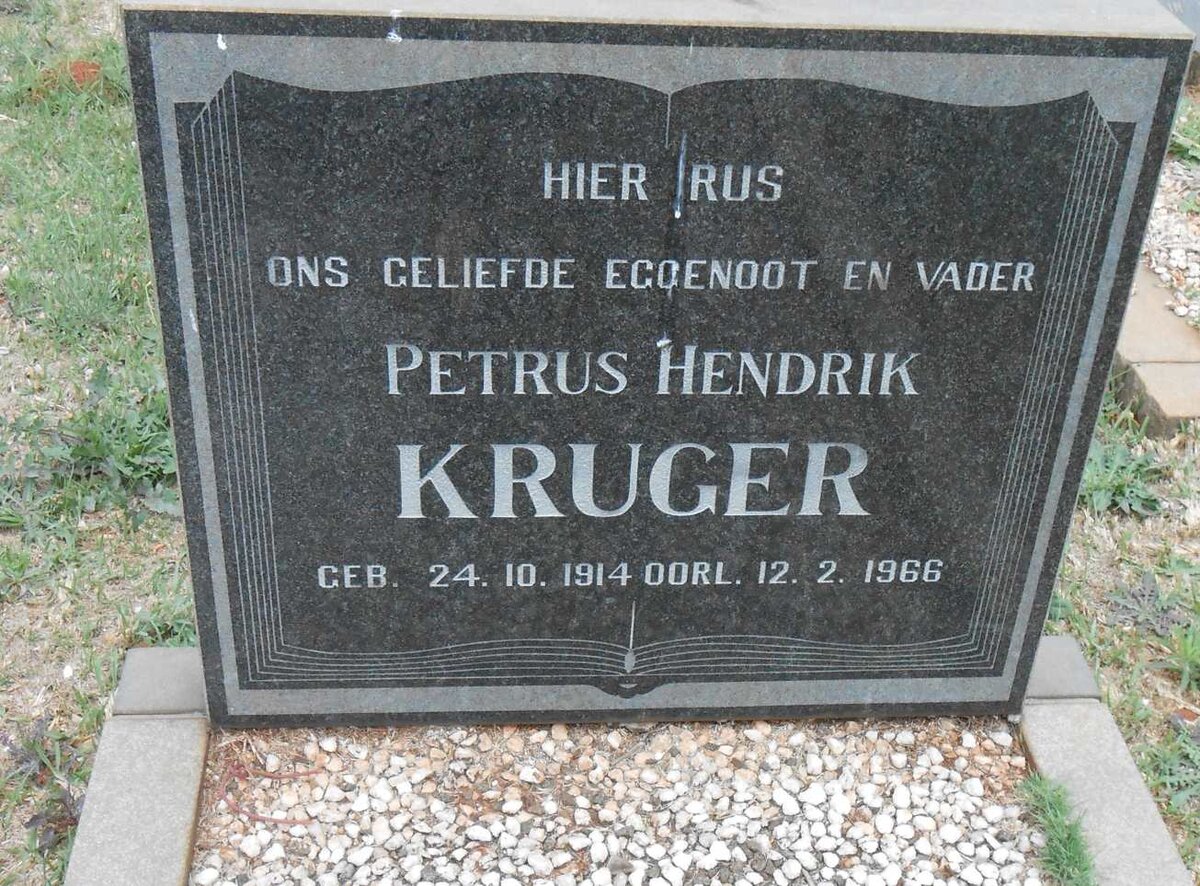 HIER RUS
ONS GELIEFDE EGGENOOT EN VADER
PETRUS HENDRIK
KRUGER
GEB. 24. 10. 1914 OORL. 12. 2. 1966